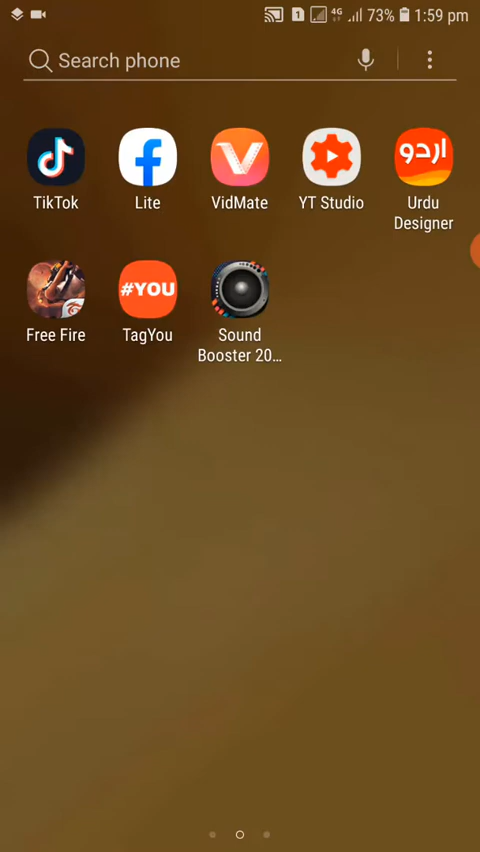 1 4G 73% 1:59 pm
Search phone
TikTok
Lite
V
VidMate
YT Studio
اردو
Urdu
Designer
Free Fire
#YOU
TagYou
Sound
Booster 20...